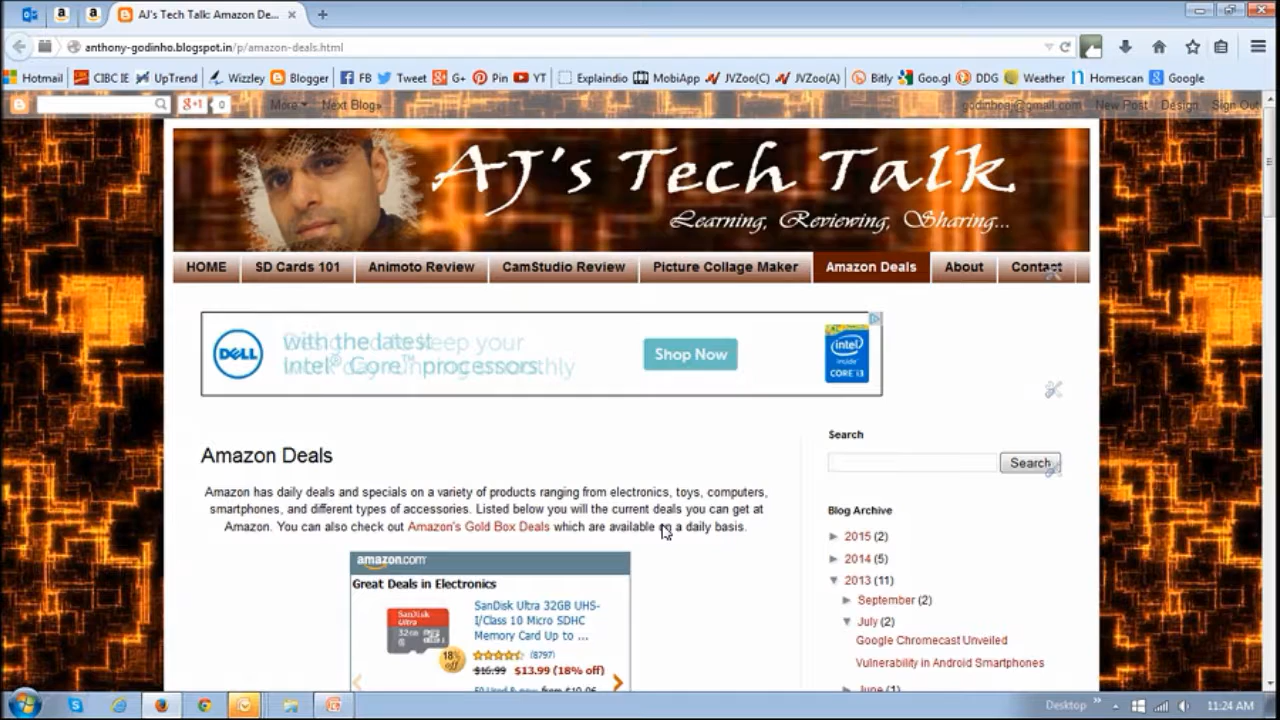 AJ's Tech Talk: Amazon De...
anthony-godinho.blogspot.in/p/amazon-deals.html
Hotmail CIBC IE UpTrend Wizzley Blogger FB Tweet G+ Pin YT Explaindio MobiApp JVZoo(C) JVZoo(A) Bitly Goo.gl DDG Weather Homescan Google
g+1 0 More Next Blog» godinhoaj@gmail.com New Post Design Sign Out
AJ's Tech Talk
Learning, Reviewing, Sharing...
HOME SD Cards 101 Animoto Review CamStudio Review Picture Collage Maker Amazon Deals About Contact
DELL
with the latest
Intel® Core™ processors.
Shop Now
intel
inside
CORE i3
Search
Search
Amazon Deals
Amazon has daily deals and specials on a variety of products ranging from electronics, toys, computers,
smartphones, and different types of accessories. Listed below you will the current deals you can get at
Amazon. You can also check out Amazon's Gold Box Deals which are available on a daily basis.
amazon.com
Great Deals in Electronics
SanDisk
Ultra
32GB
18%
off
SanDisk Ultra 32GB UHS-
I/Class 10 Micro SDHC
Memory Card Up to ...
(8797)
$16.99 $13.99 (18% off)
Blog Archive
► 2015 (2)
► 2014 (5)
▼ 2013 (11)
► September (2)
▼ July (2)
Google Chromecast Unveiled
Vulnerability in Android Smartphones
► June (1)
Desktop 11:24 AM